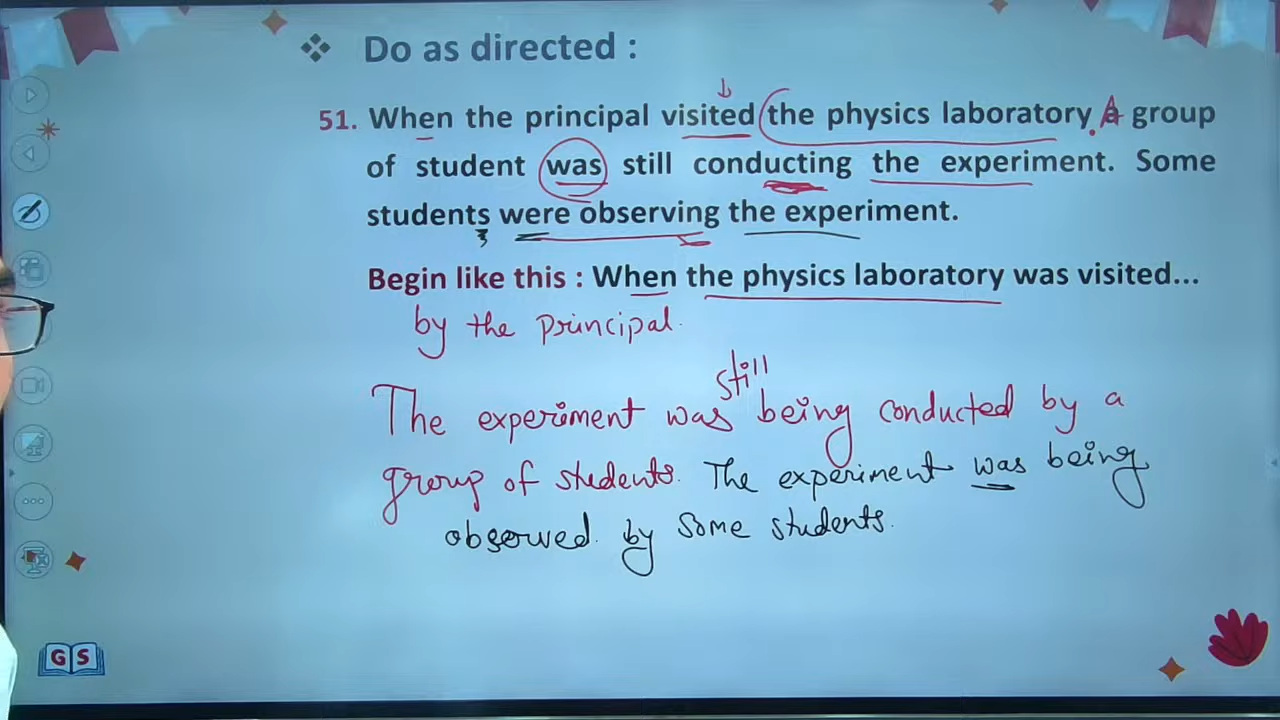 Do as directed :
51. When the principal visited the physics laboratory. A group
of student was still conducting the experiment. Some
students were observing the experiment.
Begin like this : When the physics laboratory was visited...
by the principal.
still
The experiment was being conducted by a
group of students. The experiment was being
observed by some students.
GS